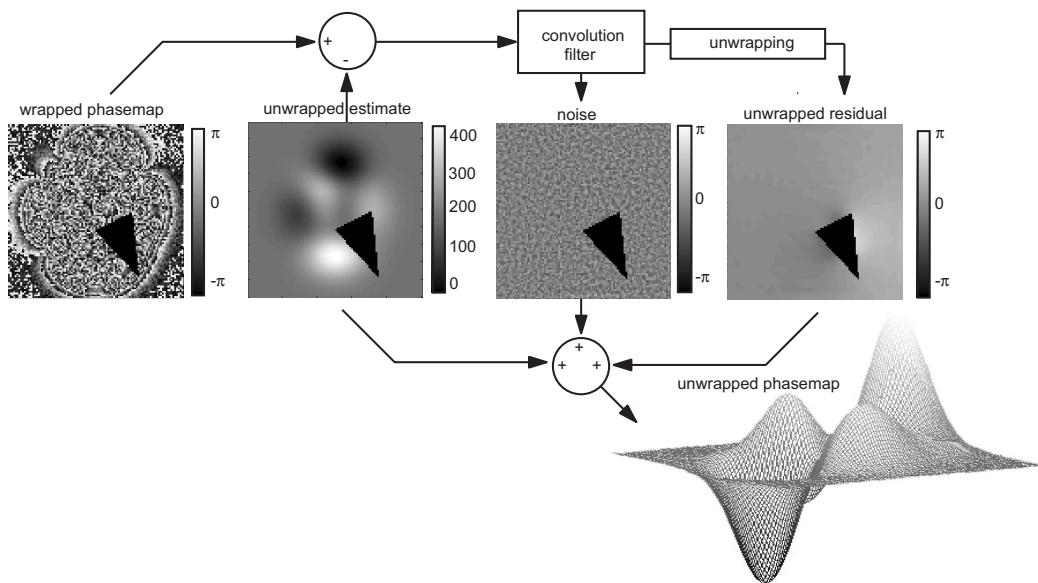 +
-
convolution
filter
unwrapping
wrapped phasemap
unwrapped estimate
noise
unwrapped residual
π
0
-π
400
300
200
100
0
π
0
-π
π
0
-π
+
+
+
unwrapped phasemap